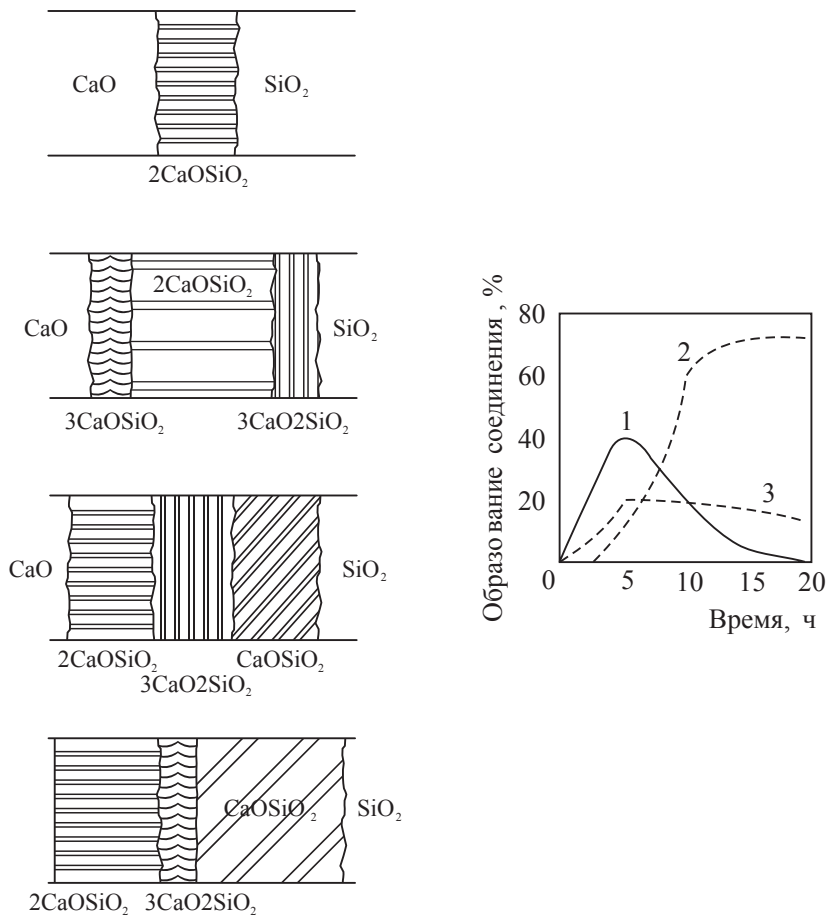 CaO
SiO₂
2CaOSiO₂
2CaOSiO₂
CaO
SiO₂
3CaOSiO₂
3CaO2SiO₂
CaO
SiO₂
2CaOSiO₂
CaOSiO₂
3CaO2SiO₂
CaOSiO₂
SiO₂
2CaOSiO₂
3CaO2SiO₂
Образо вание соединения , %
80
60
40
20
0
5
10
15
20
1
2
3
Время, ч